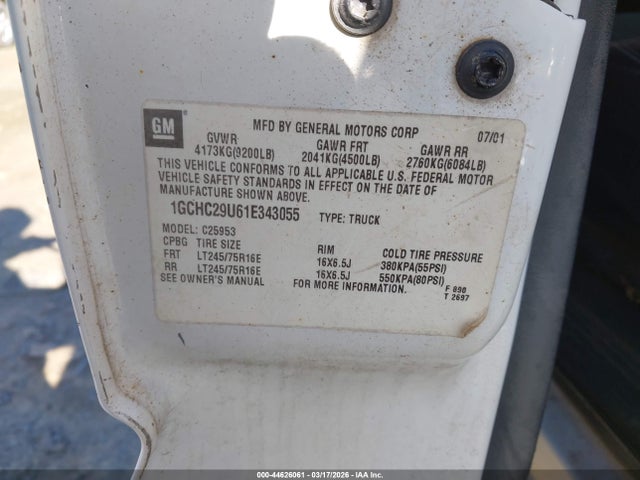 GM
MFD BY GENERAL MOTORS CORP 07/01
GVWR GAWR FRT GAWR RR
4173KG(9200LB) 2041KG(4500LB) 2760KG(6084LB)
THIS VEHICLE CONFORMS TO ALL APPLICABLE U.S. FEDERAL MOTOR
VEHICLE SAFETY STANDARDS IN EFFECT ON THE DATE OF
MANUFACTURE SHOWN ABOVE.
1GCHC29U61E343055 TYPE: TRUCK
MODEL: C25953
CPBG TIRE SIZE RIM COLD TIRE PRESSURE
FRT LT245/75R16E 16X6.5J 380KPA(55PSI)
RR LT245/75R16E 16X6.5J 550KPA(80PSI)
SEE OWNER'S MANUAL FOR MORE INFORMATION.
F 090
T 2697
000-44626061 | 03/17/2026 | IAA Inc.